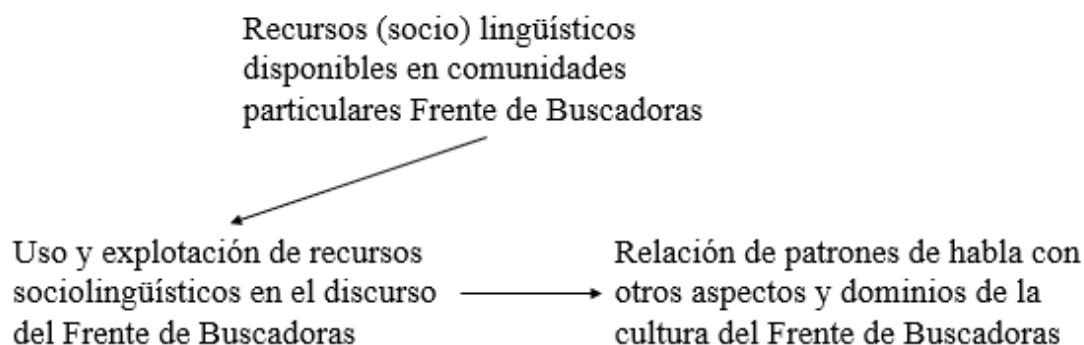 Recursos (socio) lingüísticos
disponibles en comunidades
particulares Frente de Buscadoras
Uso y explotación de recursos
sociolingüísticos en el discurso
del Frente de Buscadoras
Relación de patrones de habla con
otros aspectos y dominios de la
cultura del Frente de Buscadoras